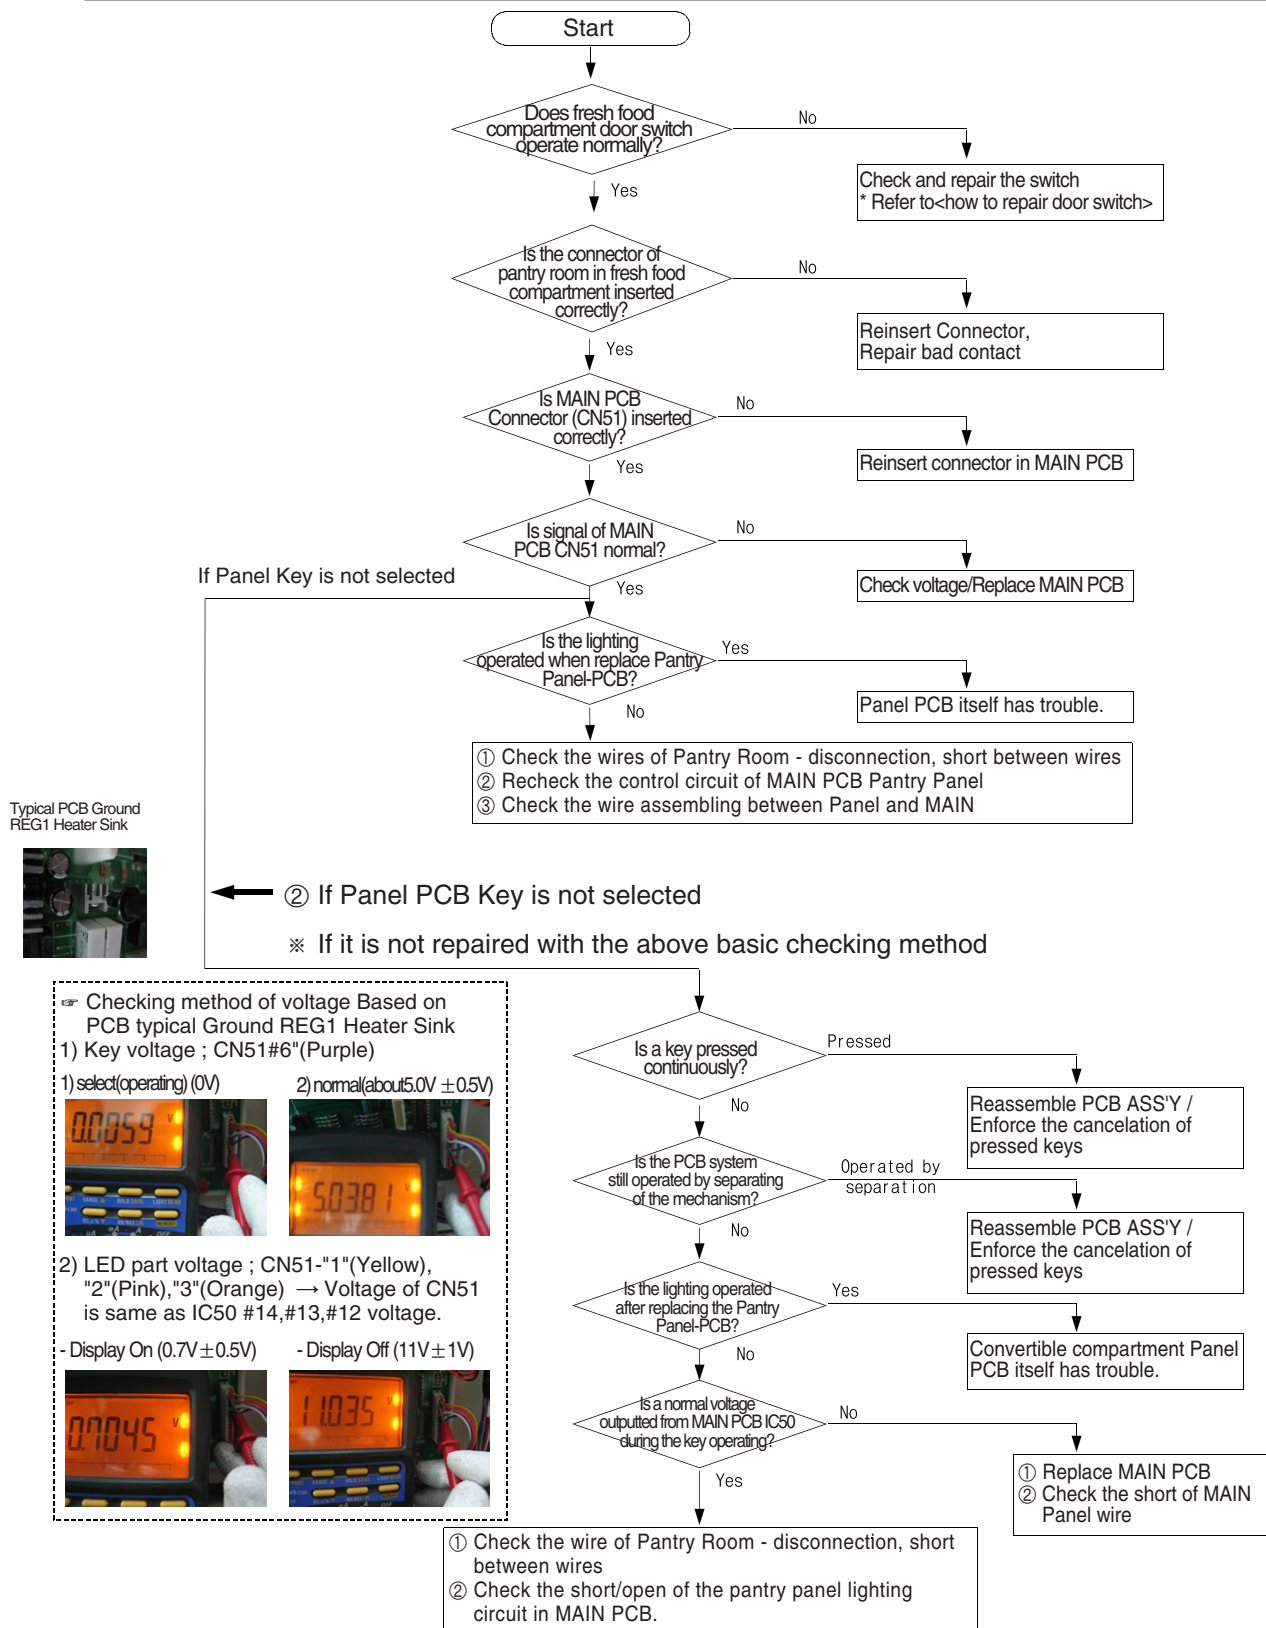 Start
Does fresh food
compartment door switch
operate normally?
No
Check and repair the switch
* Refer to<how to repair door switch>
Yes
Is the connector of
pantry room in fresh food
compartment inserted
correctly?
No
Reinsert Connector,
Repair bad contact
Yes
Is MAIN PCB
Connector (CN51) inserted
correctly?
No
Reinsert connector in MAIN PCB
Yes
Is signal of MAIN
PCB CN51 normal?
No
Check voltage/Replace MAIN PCB
If Panel Key is not selected
Yes
Is the lighting
operated when replace Pantry
Panel-PCB?
Yes
Panel PCB itself has trouble.
No
① Check the wires of Pantry Room - disconnection, short between wires
② Recheck the control circuit of MAIN PCB Pantry Panel
③ Check the wire assembling between Panel and MAIN
Typical PCB Ground
REG1 Heater Sink
② If Panel PCB Key is not selected
※ If it is not repaired with the above basic checking method
☞ Checking method of voltage Based on
PCB typical Ground REG1 Heater Sink
1) Key voltage ; CN51#6"(Purple)
1) select(operating) (0V)
2) normal(about5.0V ±0.5V)
0.0059 V
5.0381 V
RANGE ▲ HOLD SAVE LIGHT BEAM
2) LED part voltage ; CN51-"1"(Yellow),
"2"(Pink),"3"(Orange) → Voltage of CN51
is same as IC50 #14,#13,#12 voltage.
- Display On (0.7V±0.5V)
- Display Off (11V±1V)
0.7045 V
11.035 V
Is a key pressed
continuously?
Pressed
Reassemble PCB ASS'Y /
Enforce the cancelation of
pressed keys
No
Is the PCB system
still operated by separating
of the mechanism?
Operated by
separation
Reassemble PCB ASS'Y /
Enforce the cancelation of
pressed keys
No
Is the lighting operated
after replacing the Pantry
Panel-PCB?
Yes
Convertible compartment Panel
PCB itself has trouble.
No
Is a normal voltage
outputted from MAIN PCB IC50
during the key operating?
No
① Replace MAIN PCB
② Check the short of MAIN
Panel wire
Yes
① Check the wire of Pantry Room - disconnection, short
between wires
② Check the short/open of the pantry panel lighting
circuit in MAIN PCB.